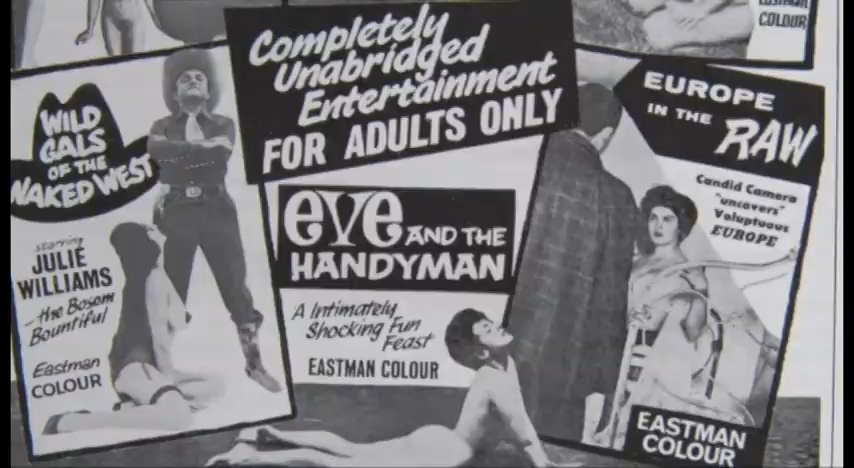 EASTMAN
COLOUR
Completely
Unabridged
Entertainment
FOR ADULTS ONLY
WILD
GALS
OF THE
NAKED WEST
starring
JULIE
WILLIAMS
- the Bosom
Bountiful
Eastman
COLOUR
eve AND THE
HANDYMAN
A Intimately
Shocking Fun
Feast
EASTMAN COLOUR
EUROPE
IN THE
RAW
Candid Camera
"uncovers"
Voluptuous
EUROPE
EASTMAN
COLOUR